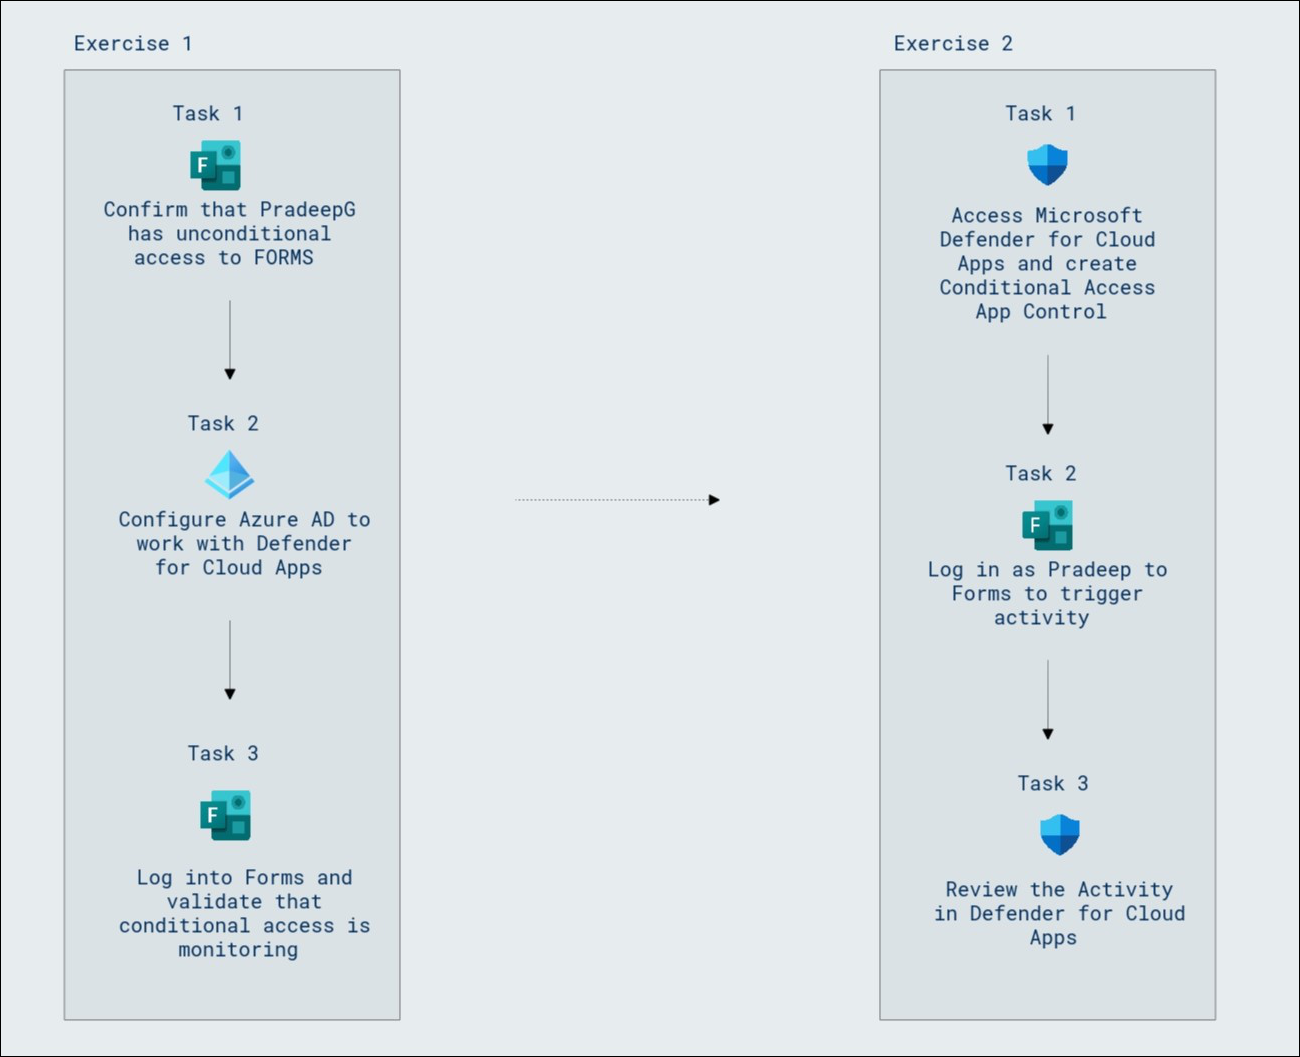 Exercise 1
Task 1
F
Confirm that PradeepG
has unconditional
access to FORMS
Task 2
Configure Azure AD to
work with Defender
for Cloud Apps
Task 3
F
Log into Forms and
validate that
conditional access is
monitoring
Exercise 2
Task 1
Access Microsoft
Defender for Cloud
Apps and create
Conditional Access
App Control
Task 2
F
Log in as Pradeep to
Forms to trigger
activity
Task 3
Review the Activity
in Defender for Cloud
Apps